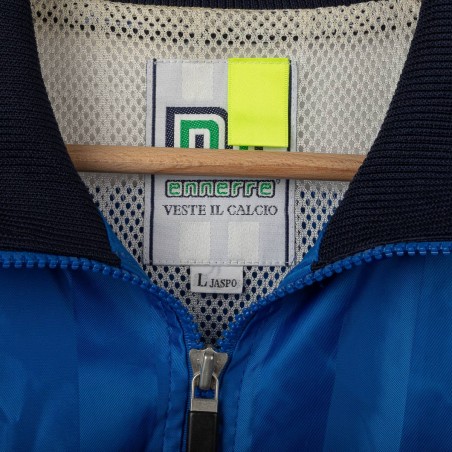 ennerre
VESTE IL CALCIO
L JASPO